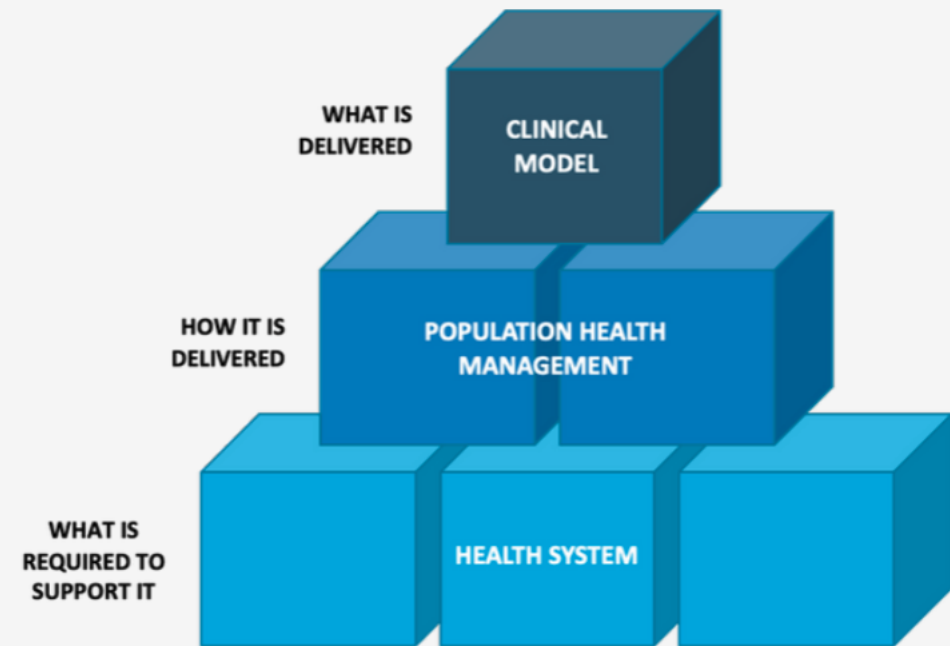 WHAT IS
DELIVERED
CLINICAL
MODEL
HOW IT IS
DELIVERED
POPULATION HEALTH
MANAGEMENT
WHAT IS
REQUIRED TO
SUPPORT IT
HEALTH SYSTEM